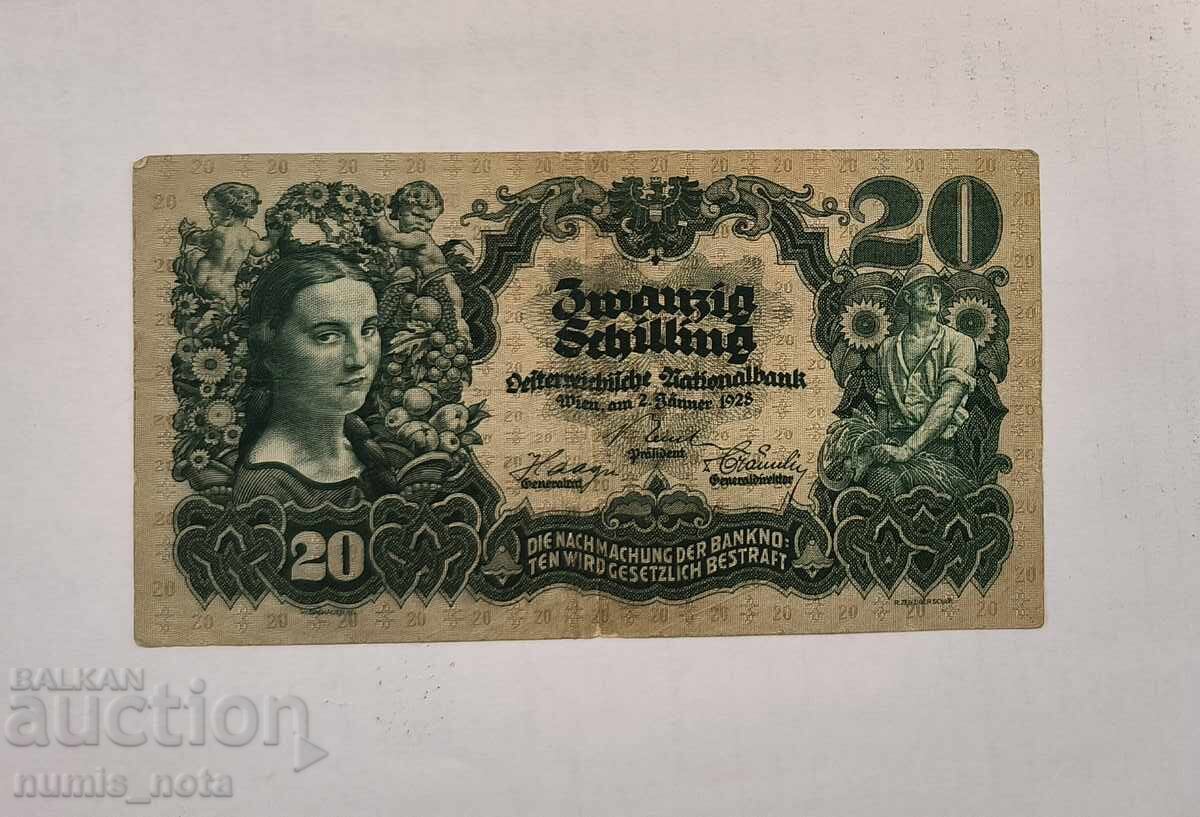 20
Zwanzig
Schilling
Oesterreichische Nationalbank
Wien, am 2. Jänner 1928
Präsident
Generalrat
Generaldirektor
20
DIE NACHMACHUNG DER BANKNO:
TEN WIRD GESETZLICH BESTRAFT
BALKAN
auction
numis_nota